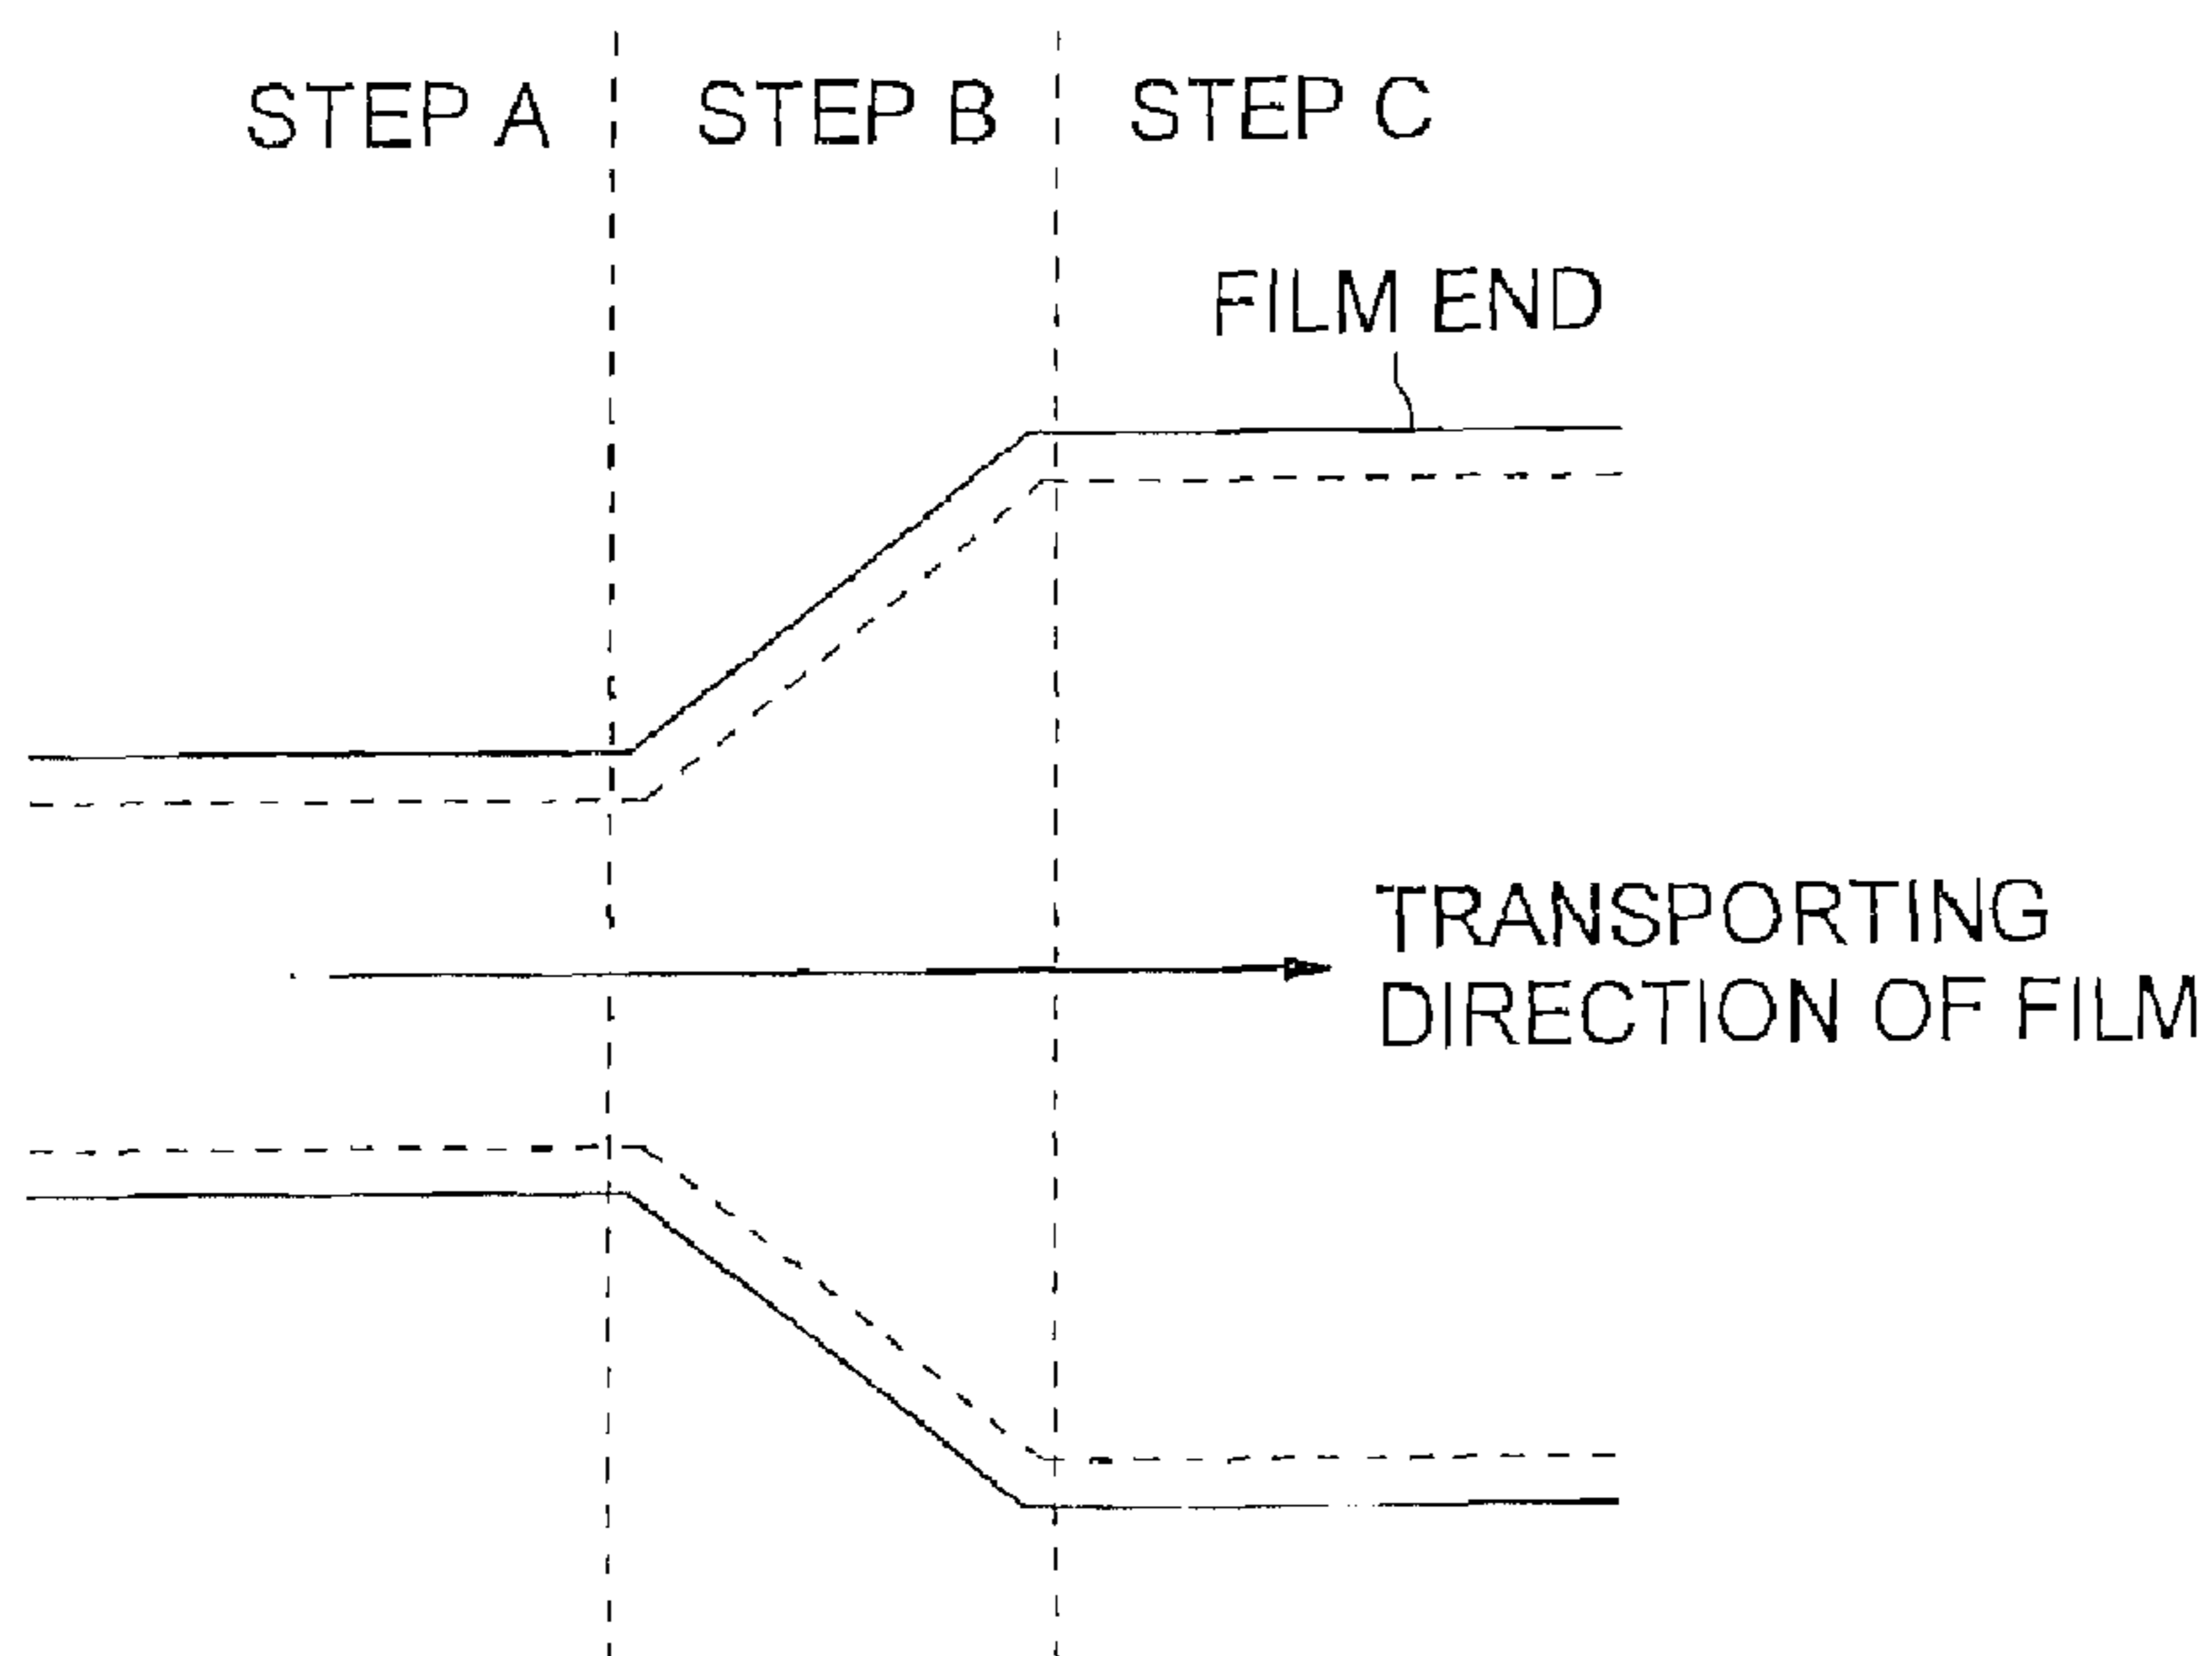 STEP A
STEP B
STEP C
FILM END
TRANSPORTING
DIRECTION OF FILM